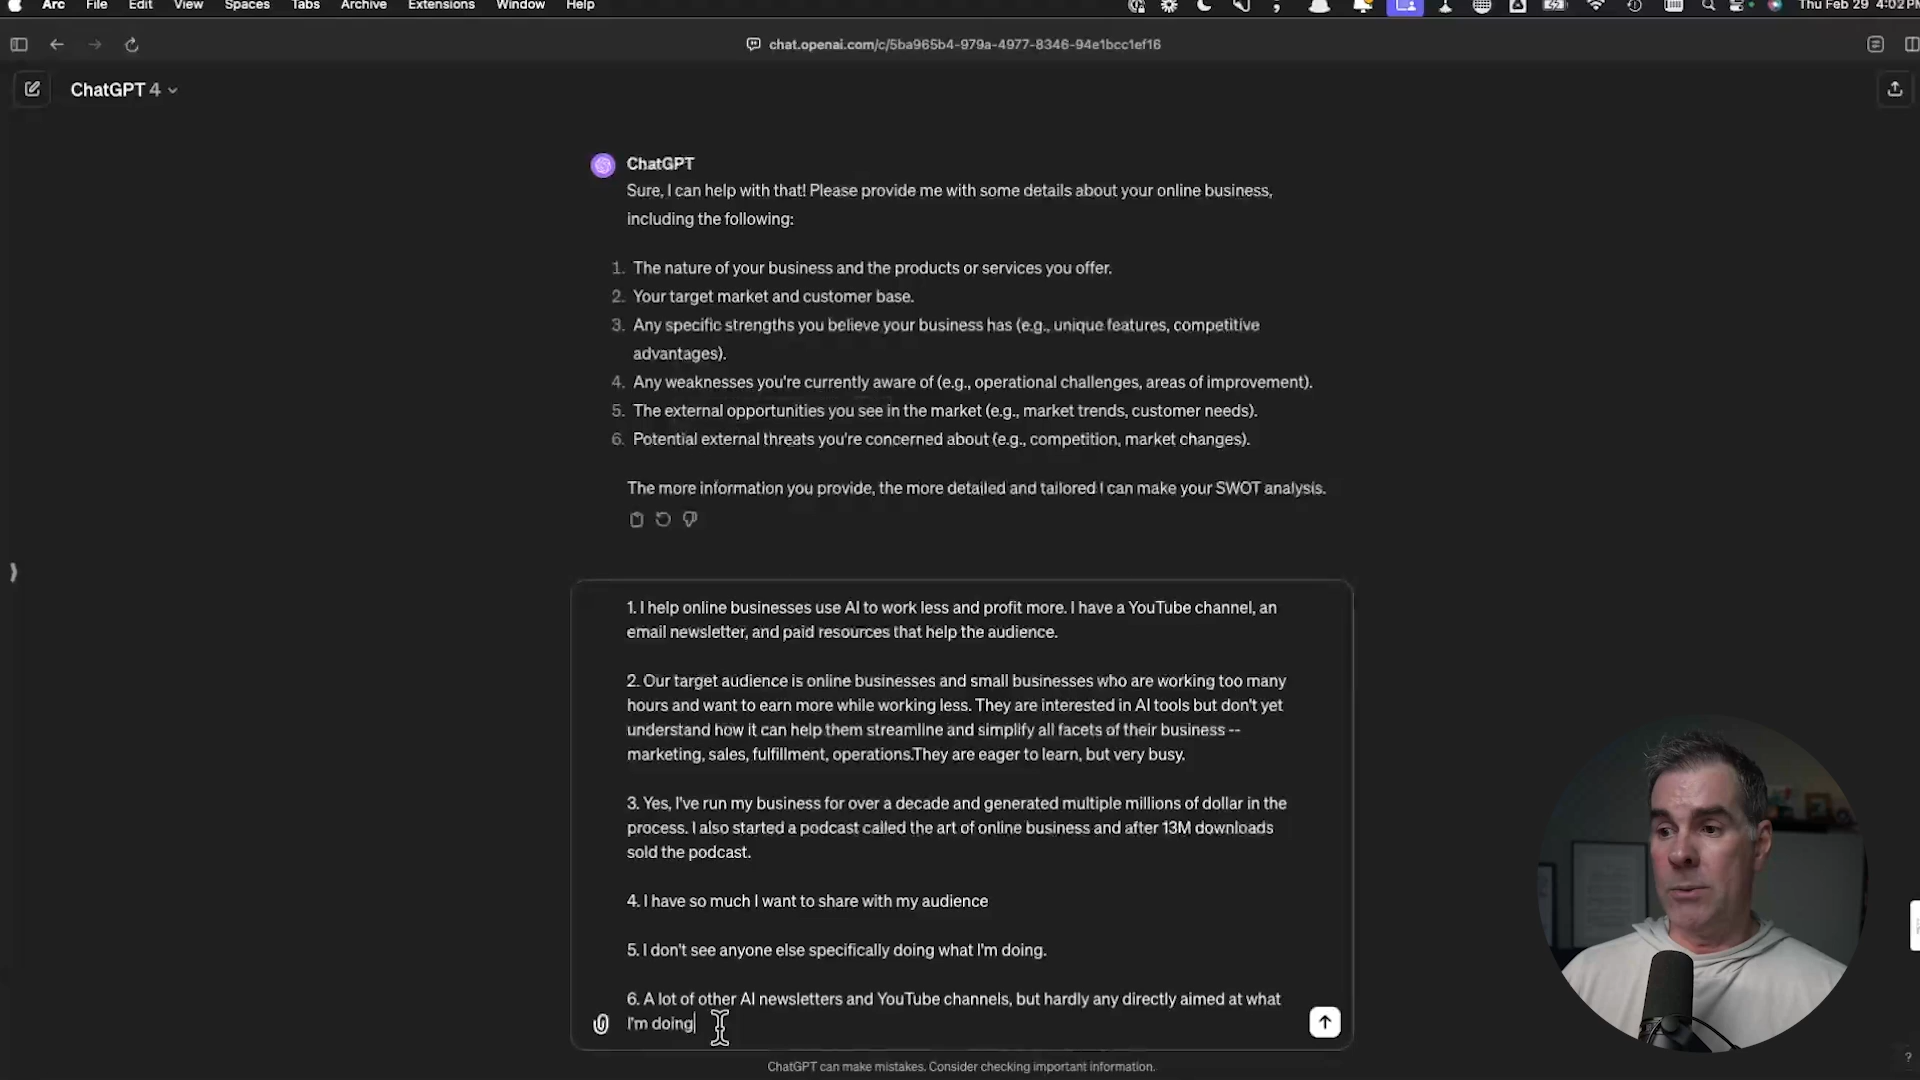 Arc File Edit View Spaces Tabs Archive Extensions Window Help Thu Feb 29 4:02PM
chat.openai.com/c/5ba965b4-979a-4977-8346-94e1bcc1ef16
ChatGPT 4
ChatGPT
Sure, I can help with that! Please provide me with some details about your online business,
including the following:
1. The nature of your business and the products or services you offer.
2. Your target market and customer base.
3. Any specific strengths you believe your business has (e.g., unique features, competitive
advantages).
4. Any weaknesses you're currently aware of (e.g., operational challenges, areas of improvement).
5. The external opportunities you see in the market (e.g., market trends, customer needs).
6. Potential external threats you're concerned about (e.g., competition, market changes).
The more information you provide, the more detailed and tailored I can make your SWOT analysis.
1. I help online businesses use AI to work less and profit more. I have a YouTube channel, an
email newsletter, and paid resources that help the audience.
2. Our target audience is online businesses and small businesses who are working too many
hours and want to earn more while working less. They are interested in AI tools but don't yet
understand how it can help them streamline and simplify all facets of their business --
marketing, sales, fulfillment, operations.They are eager to learn, but very busy.
3. Yes, I've run my business for over a decade and generated multiple millions of dollar in the
process. I also started a podcast called the art of online business and after 13M downloads
sold the podcast.
4. I have so much I want to share with my audience
5. I don't see anyone else specifically doing what I'm doing.
6. A lot of other AI newsletters and YouTube channels, but hardly any directly aimed at what
I'm doing
ChatGPT can make mistakes. Consider checking important information.
?